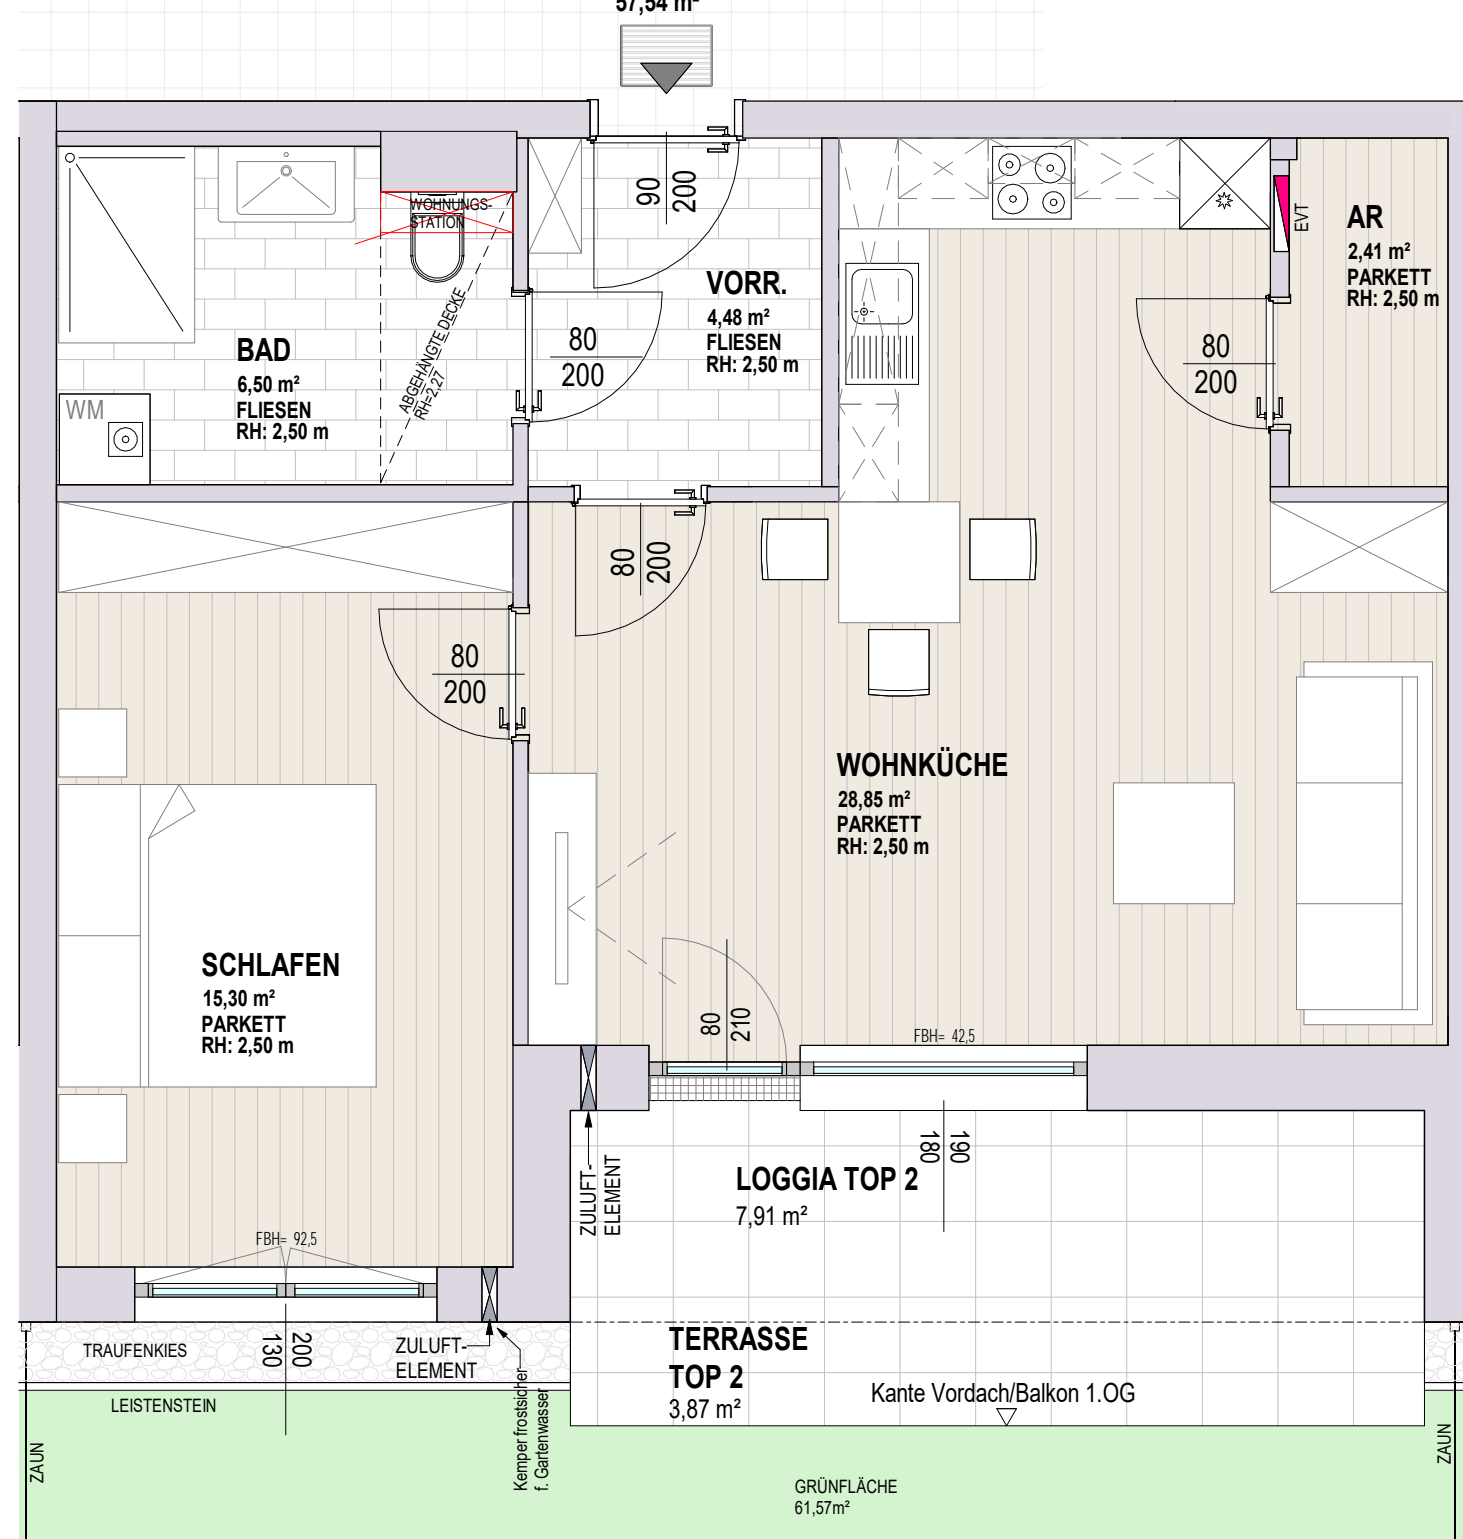 57,54 m²
90
200
WOHNUNGS-
STATION
EVT
AR
2,41 m²
PARKETT
RH: 2,50 m
VORR.
4,48 m²
FLIESEN
RH: 2,50 m
BAD
6,50 m²
FLIESEN
RH: 2,50 m
ABGEHÄNGTE DECKE
RH=2,27
80
200
80
200
WM
80
200
80
200
WOHNKÜCHE
28,85 m²
PARKETT
RH: 2,50 m
SCHLAFEN
15,30 m²
PARKETT
RH: 2,50 m
80
210
FBH= 42,5
190
180
ZULUFT-
ELEMENT
LOGGIA TOP 2
7,91 m²
FBH= 92,5
200
130
TRAUFENKIES
ZULUFT-
ELEMENT
TERRASSE
TOP 2
3,87 m²
Kante Vordach/Balkon 1.OG
LEISTENSTEIN
Kemper frostsicher
f. Gartenwasser
ZAUN
ZAUN
GRÜNFLÄCHE
61,57m²